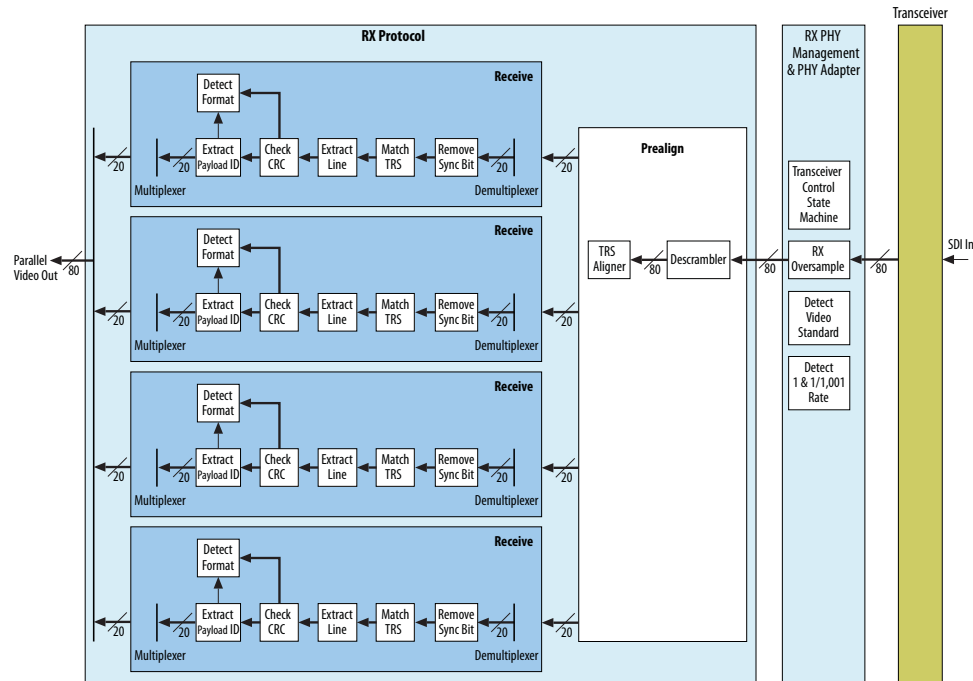 Transceiver
RX Protocol
RX PHY
Management
& PHY Adapter
Receive
Detect
Format
Extract
Payload ID
Check
CRC
Extract
Line
Match
TRS
Remove
Sync Bit
20
20
20
20
Multiplexer
Demultiplexer
Receive
Detect
Format
Extract
Payload ID
Check
CRC
Extract
Line
Match
TRS
Remove
Sync Bit
20
20
20
20
Multiplexer
Demultiplexer
Receive
Detect
Format
Extract
Payload ID
Check
CRC
Extract
Line
Match
TRS
Remove
Sync Bit
20
20
20
20
Multiplexer
Demultiplexer
Receive
Detect
Format
Extract
Payload ID
Check
CRC
Extract
Line
Match
TRS
Remove
Sync Bit
20
20
20
20
Multiplexer
Demultiplexer
Parallel
Video Out
80
Prealign
TRS
Aligner
80
Descrambler
80
Transceiver
Control
State
Machine
RX
Oversample
80
Detect
Video
Standard
Detect
1 & 1/1,001
Rate
SDI In